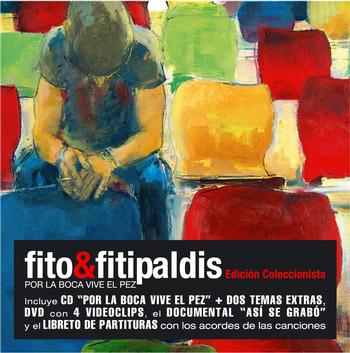 fito&fitipaldis Edición Coleccionista
POR LA BOCA VIVE EL PEZ
Incluye CD "POR LA BOCA VIVE EL PEZ" + DOS TEMAS EXTRAS,
DVD con 4 VIDEOCLIPS, el DOCUMENTAL "ASÍ SE GRABÓ"
y el LIBRETO DE PARTITURAS con los acordes de las canciones